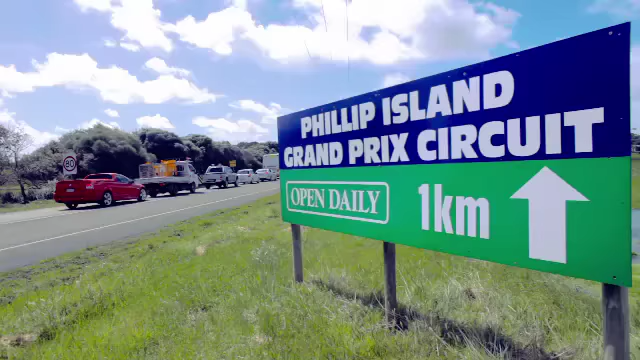 PHILLIP ISLAND
GRAND PRIX CIRCUIT
OPEN DAILY
1km
80